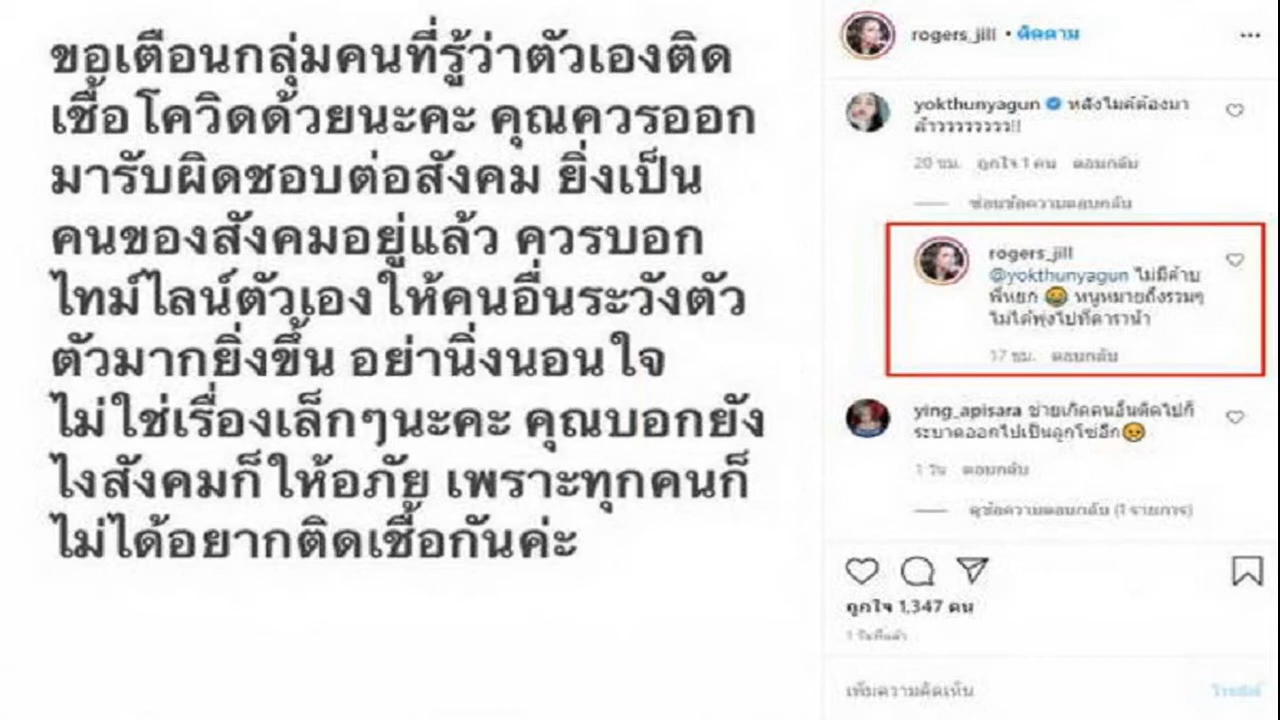 ขอเตือนกลุ่มคนที่รู้ว่าตัวเองติด
เชื้อโควิดด้วยนะคะ คุณควรออก
มารับผิดชอบต่อสังคม ยิ่งเป็น
คนของสังคมอยู่แล้ว ควรบอก
ไทม์ไลน์ตัวเองให้คนอื่นระวังตัว
ตัวมากยิ่งขึ้น อย่านิ่งนอนใจ
ไม่ใช่เรื่องเล็กๆนะคะ คุณบอกยัง
ไงสังคมก็ให้อภัย เพราะทุกคนก็
ไม่ได้อยากติดเชื้อกันค่ะ
rogers_jill • ติดตาม
yokthunyagun หลังไมค์ต้องมา
ล้าววววววววว!!
20 ชม. ถูกใจ 1 คน ตอบกลับ
ซ่อนข้อความตอบกลับ
rogers_jill
@yokthunyagun ไม่มีค้าบ
พี่หยก 😂 หนูหมายถึงรวมๆ
ไม่ได้พุ่งไปที่ดาราน้า
17 ชม. ตอบกลับ
ying_apisara ช่ายเกิดคนอื่นติดไปก็
ระบาดออกไปเป็นลูกโซ่อีก
1 วัน ตอบกลับ
ดูข้อความตอบกลับ (1 รายการ)
ถูกใจ 1,347 คน
1 วันที่แล้ว
เพิ่มความคิดเห็น
โพสต์